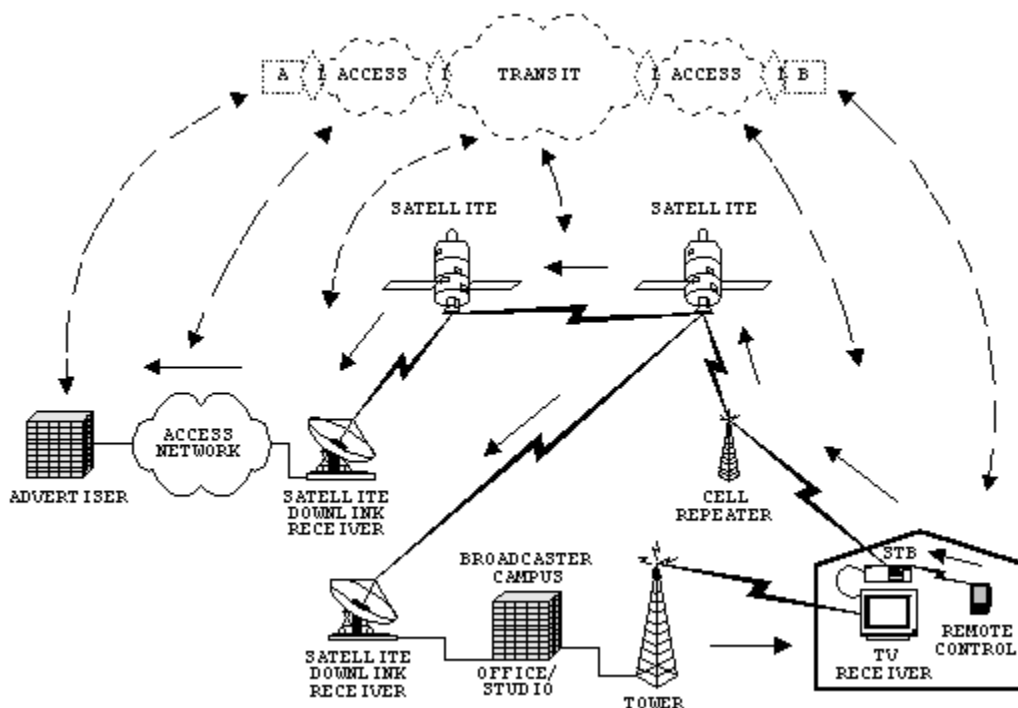 A
I
ACCESS
I
TRANSIT
I
ACCESS
I
B
SATELLITE
SATELLITE
ACCESS
NETWORK
ADVERTISER
SATELLITE
DOWNLINK
RECEIVER
CELL
REPEATER
BROADCASTER
CAMPUS
STB
SATELLITE
DOWNLINK
RECEIVER
OFFICE/
STUDIO
TOWER
TV
RECEIVER
REMOTE
CONTROL